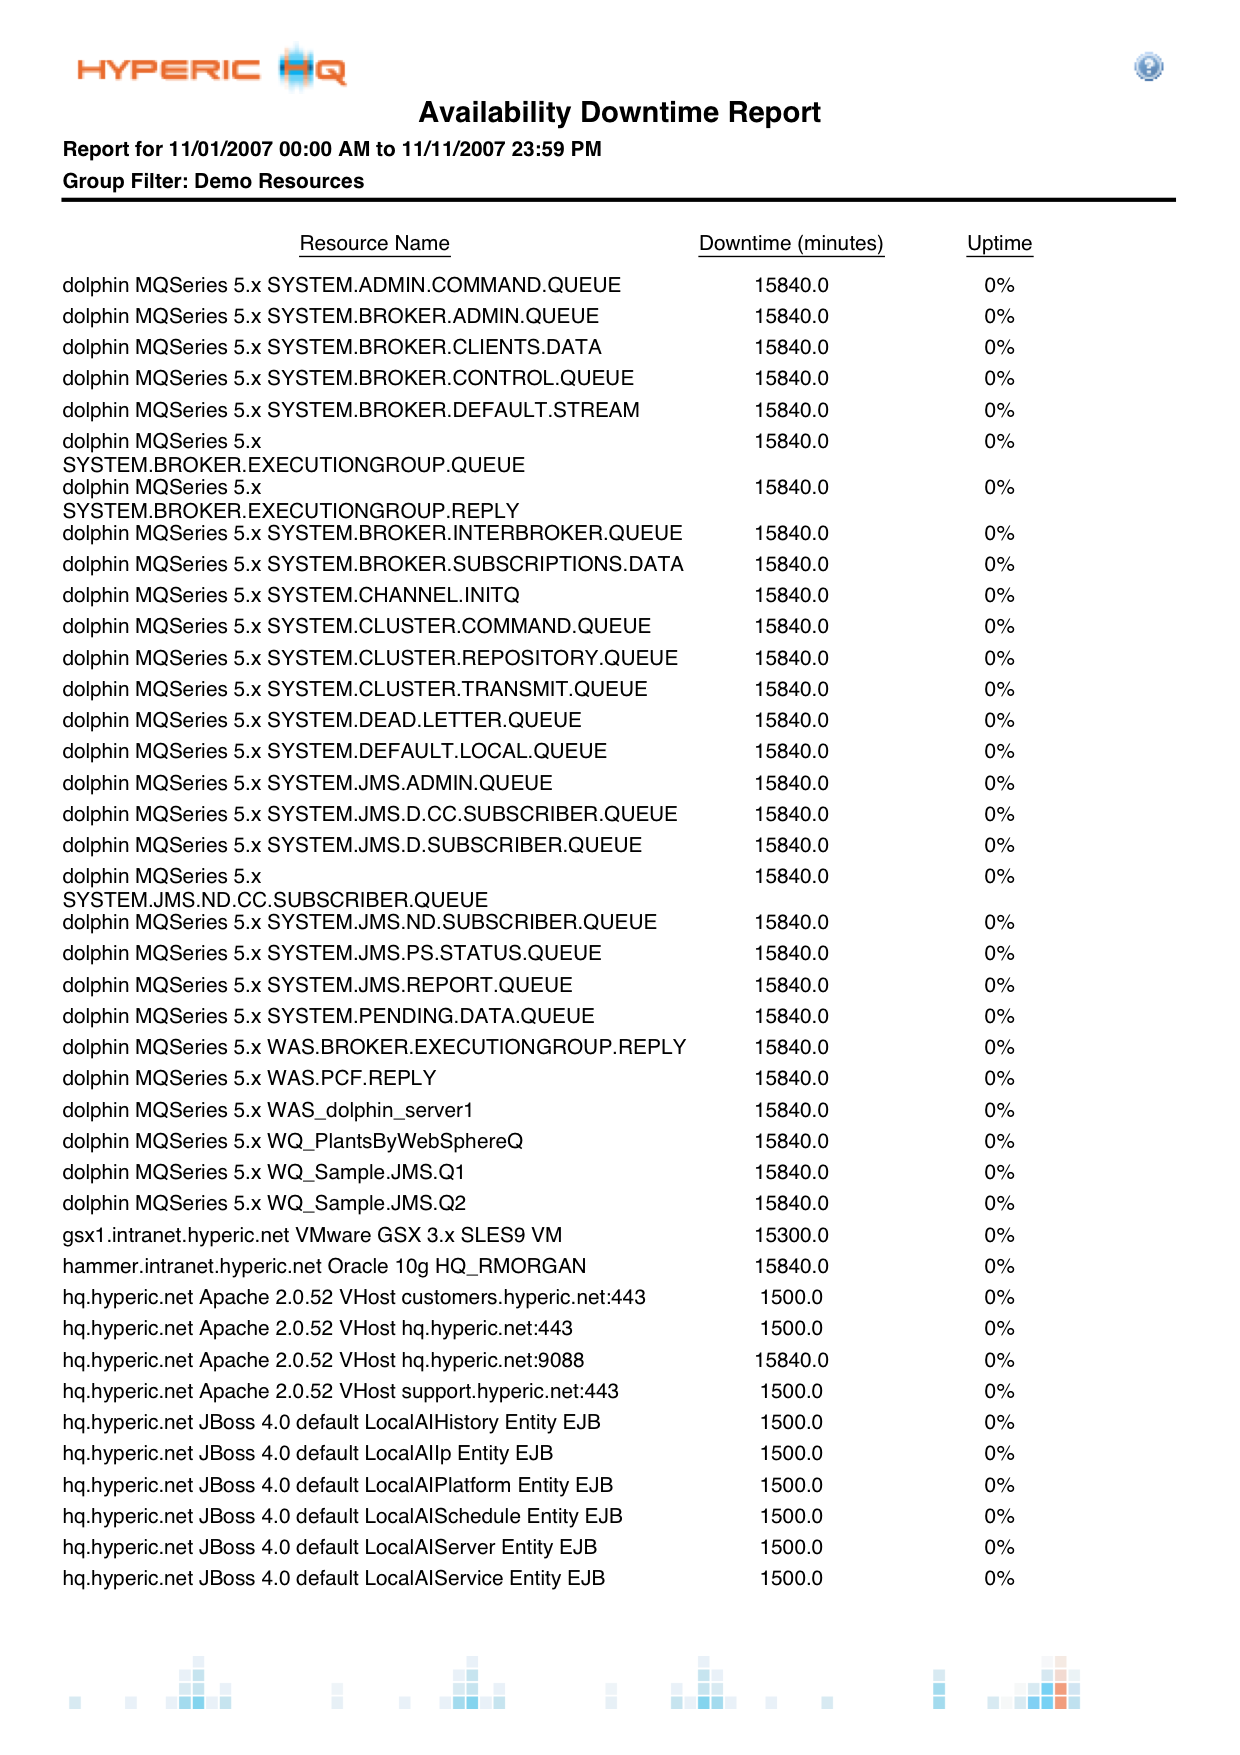 HYPERIC HQ
?
Availability Downtime Report
Report for 11/01/2007 00:00 AM to 11/11/2007 23:59 PM
Group Filter: Demo Resources
Resource Name Downtime (minutes) Uptime
dolphin MQSeries 5.x SYSTEM.ADMIN.COMMAND.QUEUE 15840.0 0%
dolphin MQSeries 5.x SYSTEM.BROKER.ADMIN.QUEUE 15840.0 0%
dolphin MQSeries 5.x SYSTEM.BROKER.CLIENTS.DATA 15840.0 0%
dolphin MQSeries 5.x SYSTEM.BROKER.CONTROL.QUEUE 15840.0 0%
dolphin MQSeries 5.x SYSTEM.BROKER.DEFAULT.STREAM 15840.0 0%
dolphin MQSeries 5.x 15840.0 0%
SYSTEM.BROKER.EXECUTIONGROUP.QUEUE
dolphin MQSeries 5.x 15840.0 0%
SYSTEM.BROKER.EXECUTIONGROUP.REPLY
dolphin MQSeries 5.x SYSTEM.BROKER.INTERBROKER.QUEUE 15840.0 0%
dolphin MQSeries 5.x SYSTEM.BROKER.SUBSCRIPTIONS.DATA 15840.0 0%
dolphin MQSeries 5.x SYSTEM.CHANNEL.INITQ 15840.0 0%
dolphin MQSeries 5.x SYSTEM.CLUSTER.COMMAND.QUEUE 15840.0 0%
dolphin MQSeries 5.x SYSTEM.CLUSTER.REPOSITORY.QUEUE 15840.0 0%
dolphin MQSeries 5.x SYSTEM.CLUSTER.TRANSMIT.QUEUE 15840.0 0%
dolphin MQSeries 5.x SYSTEM.DEAD.LETTER.QUEUE 15840.0 0%
dolphin MQSeries 5.x SYSTEM.DEFAULT.LOCAL.QUEUE 15840.0 0%
dolphin MQSeries 5.x SYSTEM.JMS.ADMIN.QUEUE 15840.0 0%
dolphin MQSeries 5.x SYSTEM.JMS.D.CC.SUBSCRIBER.QUEUE 15840.0 0%
dolphin MQSeries 5.x SYSTEM.JMS.D.SUBSCRIBER.QUEUE 15840.0 0%
dolphin MQSeries 5.x 15840.0 0%
SYSTEM.JMS.ND.CC.SUBSCRIBER.QUEUE
dolphin MQSeries 5.x SYSTEM.JMS.ND.SUBSCRIBER.QUEUE 15840.0 0%
dolphin MQSeries 5.x SYSTEM.JMS.PS.STATUS.QUEUE 15840.0 0%
dolphin MQSeries 5.x SYSTEM.JMS.REPORT.QUEUE 15840.0 0%
dolphin MQSeries 5.x SYSTEM.PENDING.DATA.QUEUE 15840.0 0%
dolphin MQSeries 5.x WAS.BROKER.EXECUTIONGROUP.REPLY 15840.0 0%
dolphin MQSeries 5.x WAS.PCF.REPLY 15840.0 0%
dolphin MQSeries 5.x WAS_dolphin_server1 15840.0 0%
dolphin MQSeries 5.x WQ_PlantsByWebSphereQ 15840.0 0%
dolphin MQSeries 5.x WQ_Sample.JMS.Q1 15840.0 0%
dolphin MQSeries 5.x WQ_Sample.JMS.Q2 15840.0 0%
gsx1.intranet.hyperic.net VMware GSX 3.x SLES9 VM 15300.0 0%
hammer.intranet.hyperic.net Oracle 10g HQ_RMORGAN 15840.0 0%
hq.hyperic.net Apache 2.0.52 VHost customers.hyperic.net:443 1500.0 0%
hq.hyperic.net Apache 2.0.52 VHost hq.hyperic.net:443 1500.0 0%
hq.hyperic.net Apache 2.0.52 VHost hq.hyperic.net:9088 15840.0 0%
hq.hyperic.net Apache 2.0.52 VHost support.hyperic.net:443 1500.0 0%
hq.hyperic.net JBoss 4.0 default LocalAIHistory Entity EJB 1500.0 0%
hq.hyperic.net JBoss 4.0 default LocalAIIp Entity EJB 1500.0 0%
hq.hyperic.net JBoss 4.0 default LocalAIPlatform Entity EJB 1500.0 0%
hq.hyperic.net JBoss 4.0 default LocalAISchedule Entity EJB 1500.0 0%
hq.hyperic.net JBoss 4.0 default LocalAIServer Entity EJB 1500.0 0%
hq.hyperic.net JBoss 4.0 default LocalAIService Entity EJB 1500.0 0%